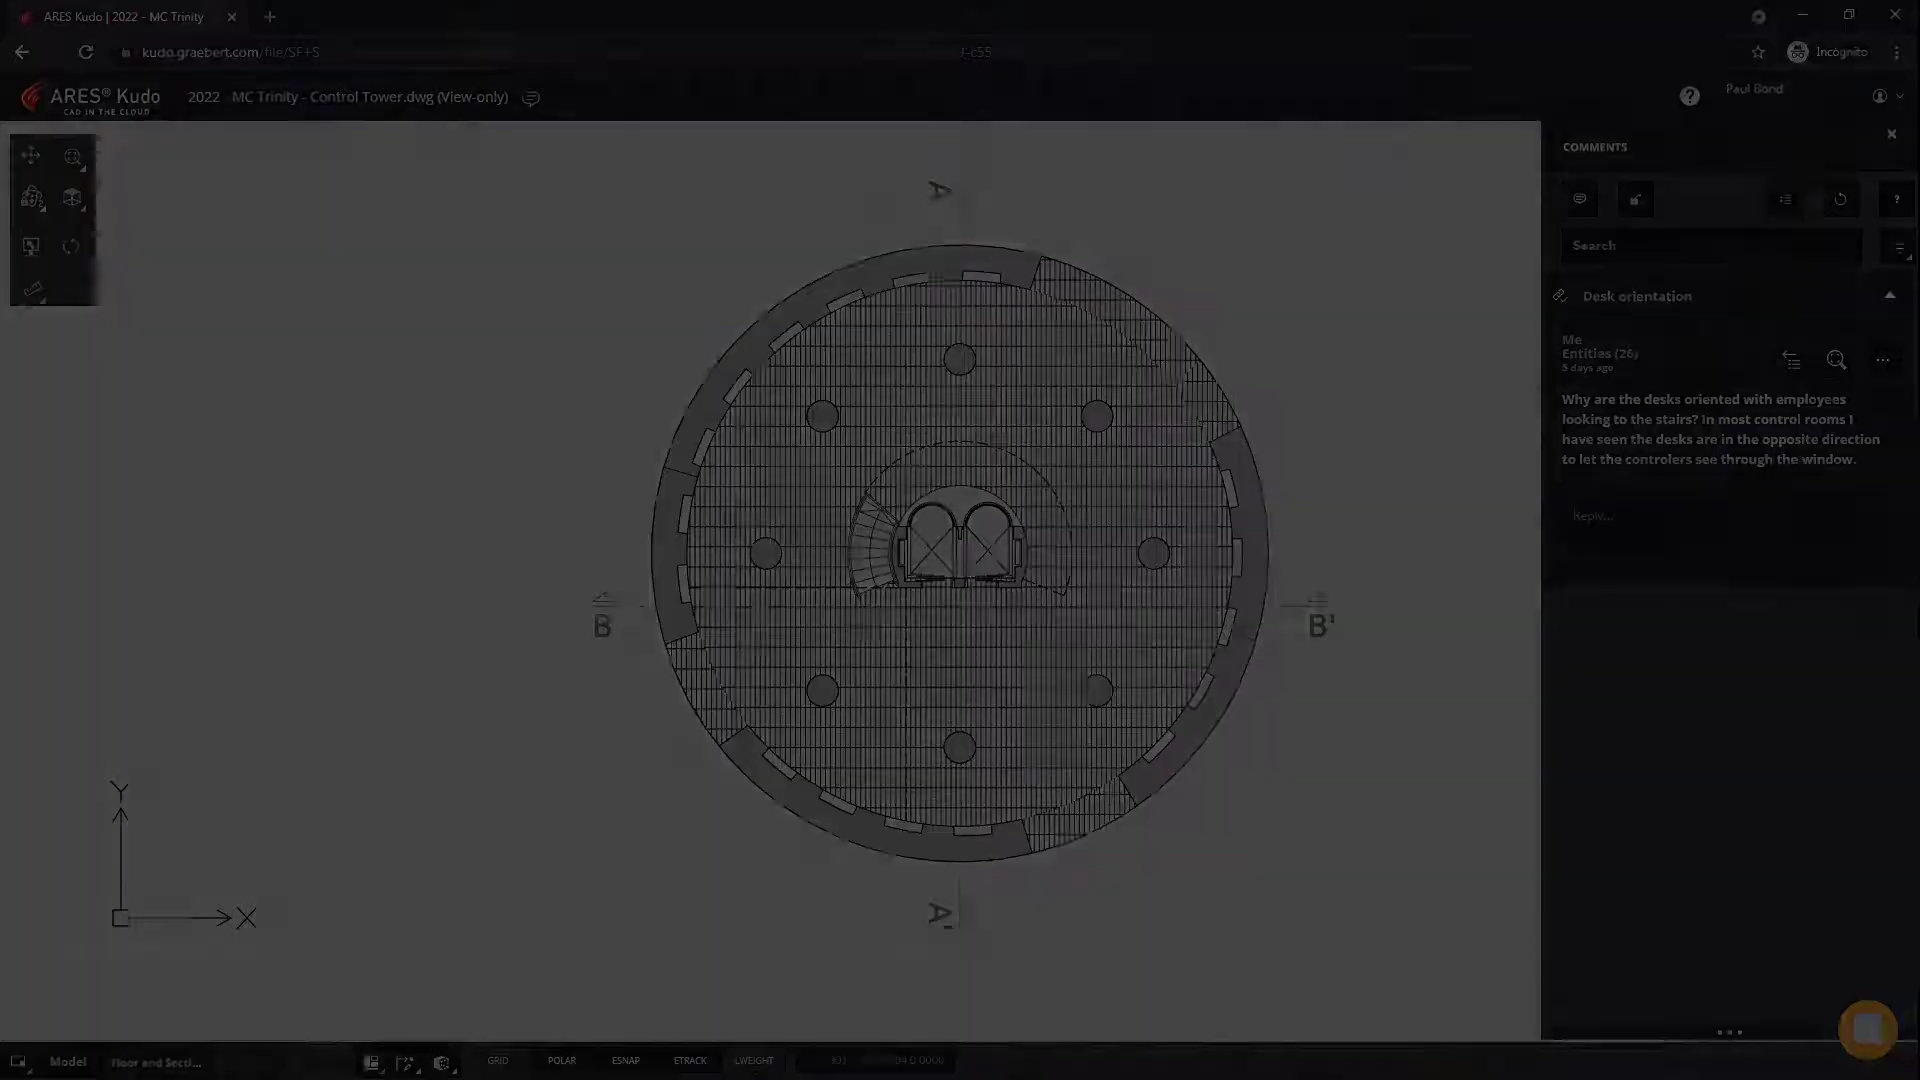 ARES Kudo | 2022 - MC Trinity
kudo.graebert.com/file/SF+S
Incognito
ARES® Kudo
CAD IN THE CLOUD
2022 MC Trinity - Control Tower.dwg (View-only)
Paul Bond
COMMENTS
Search
Desk orientation
Me
Entities (26)
5 days ago
Why are the desks oriented with employees
looking to the stairs? In most control rooms I
have seen the desks are in the opposite direction
to let the controlers see through the window.
Reply...
A
B
B'
A'
Y
X
Model
Floor and Secti...
GRID
POLAR
ESNAP
ETRACK
LWEIGHT